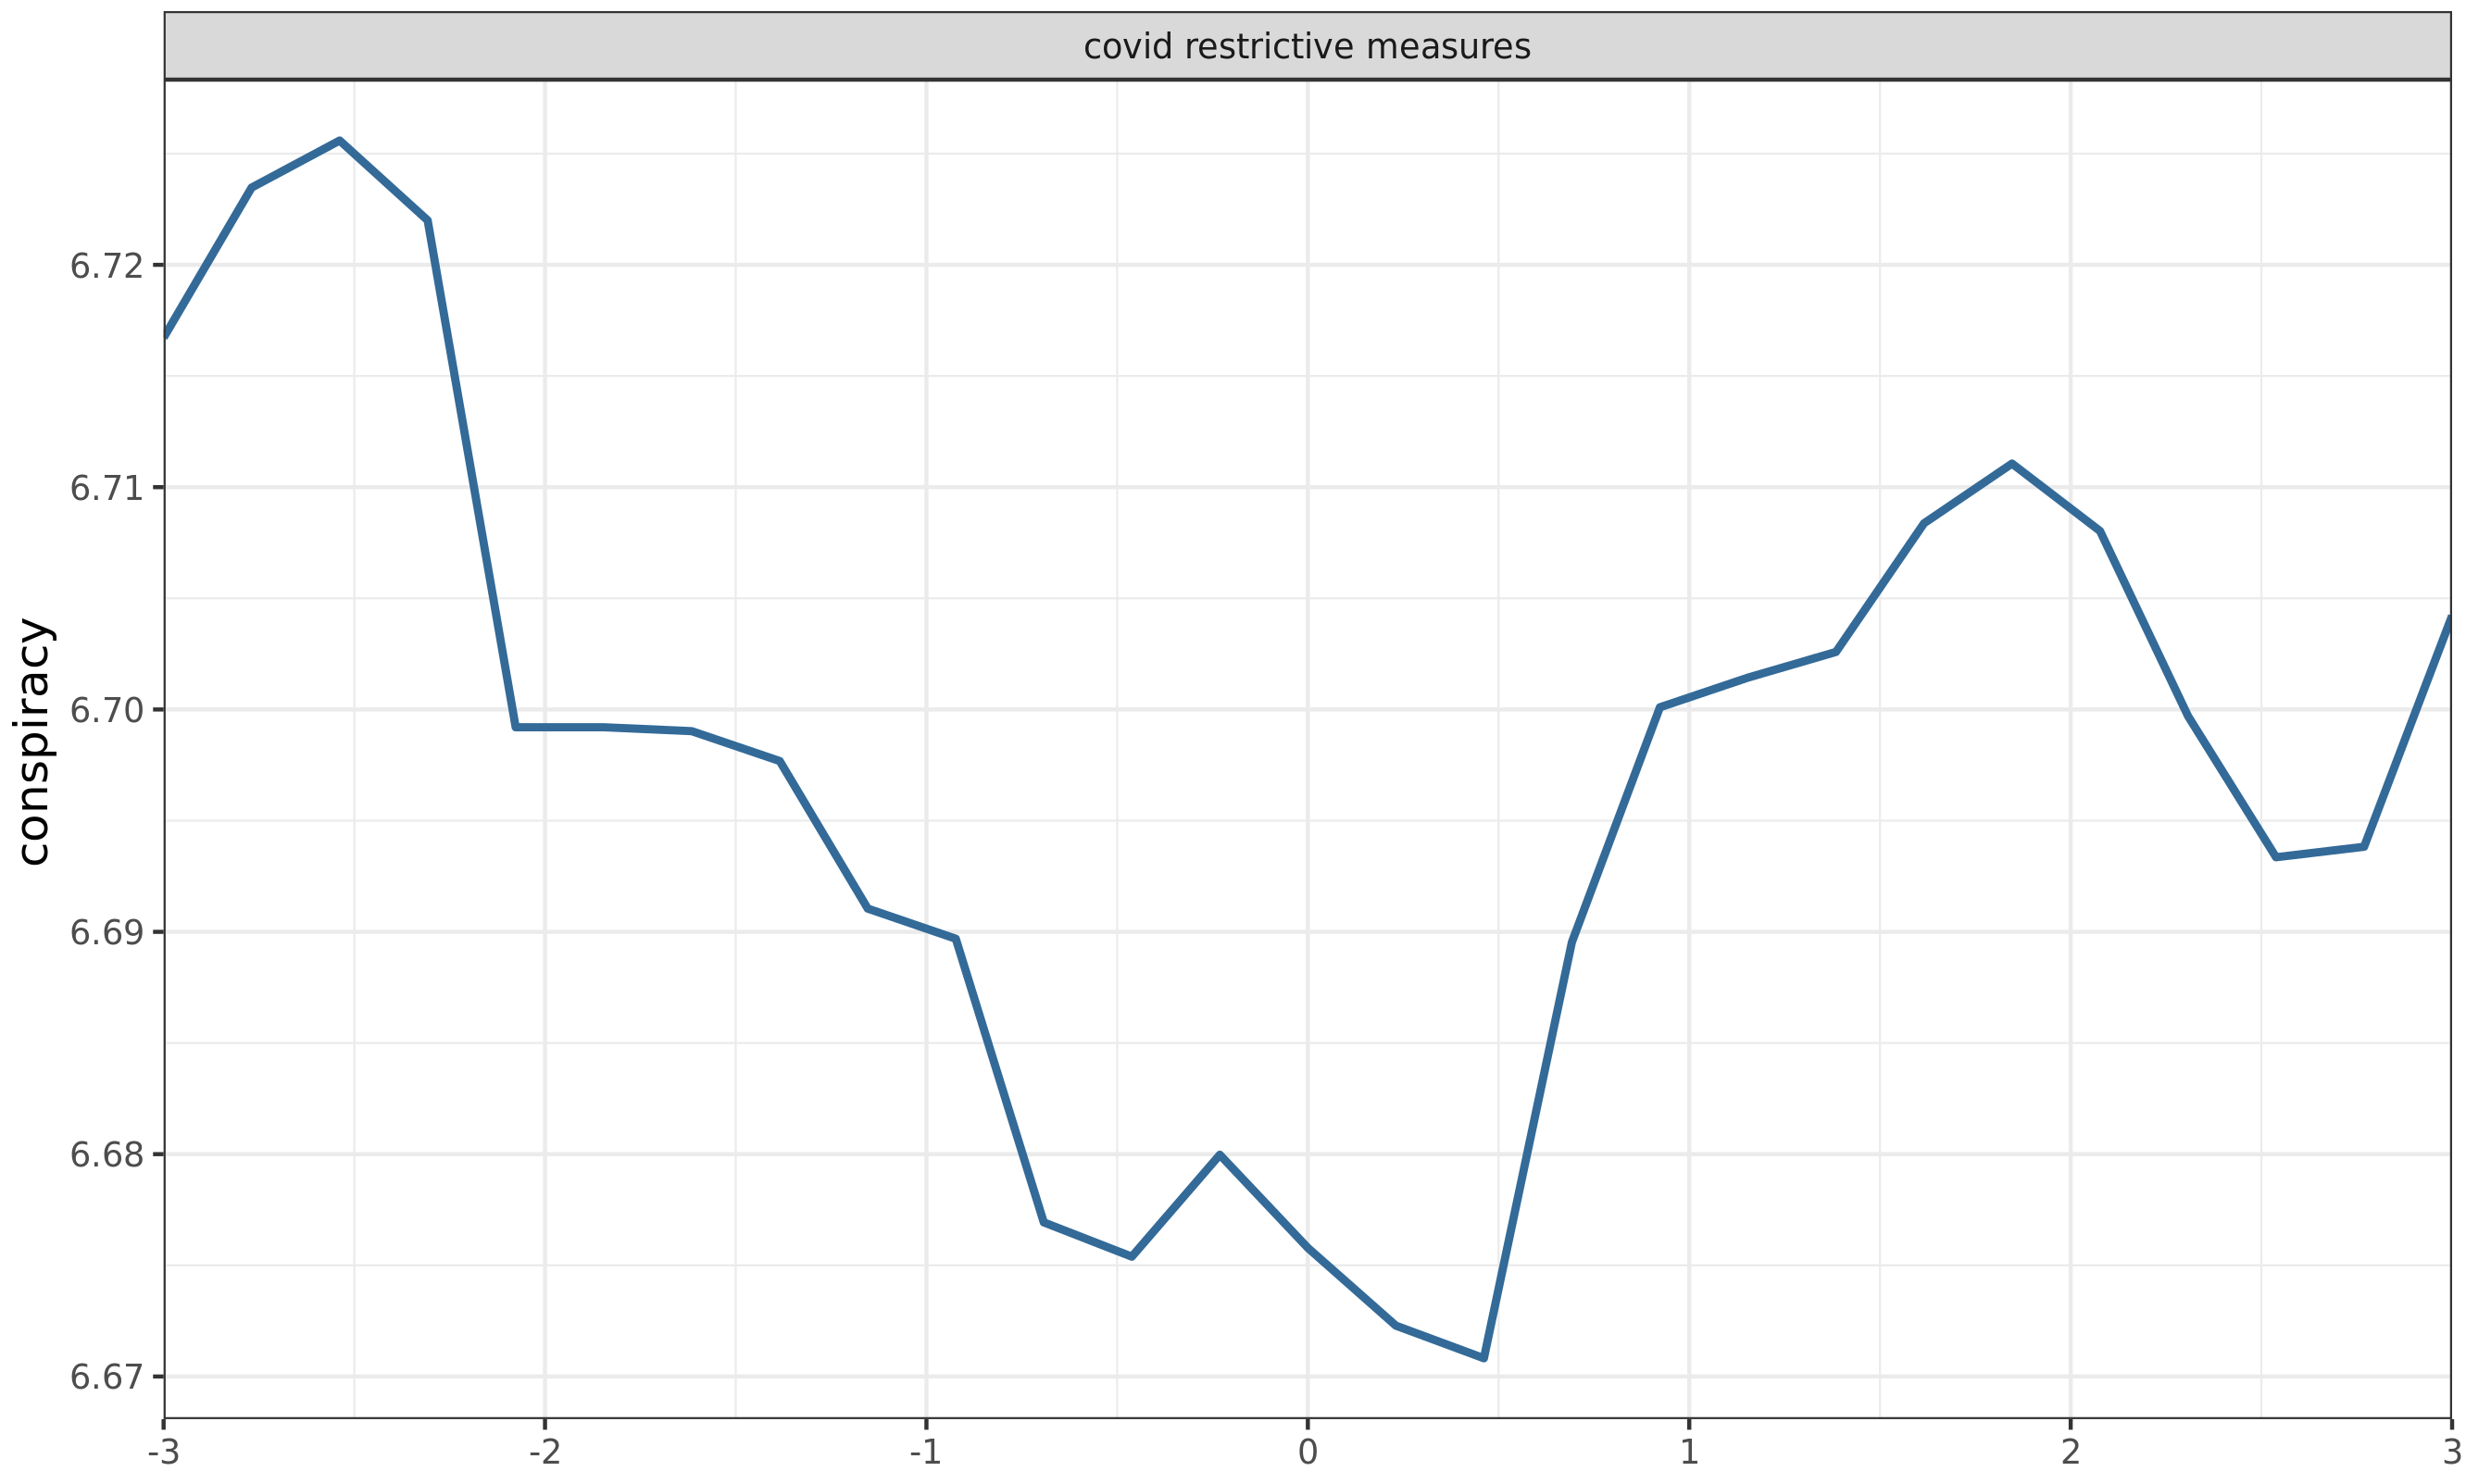 covid restrictive measures
conspiracy
6.72
6.71
6.70
6.69
6.68
6.67
-3 -2 -1 0 1 2 3